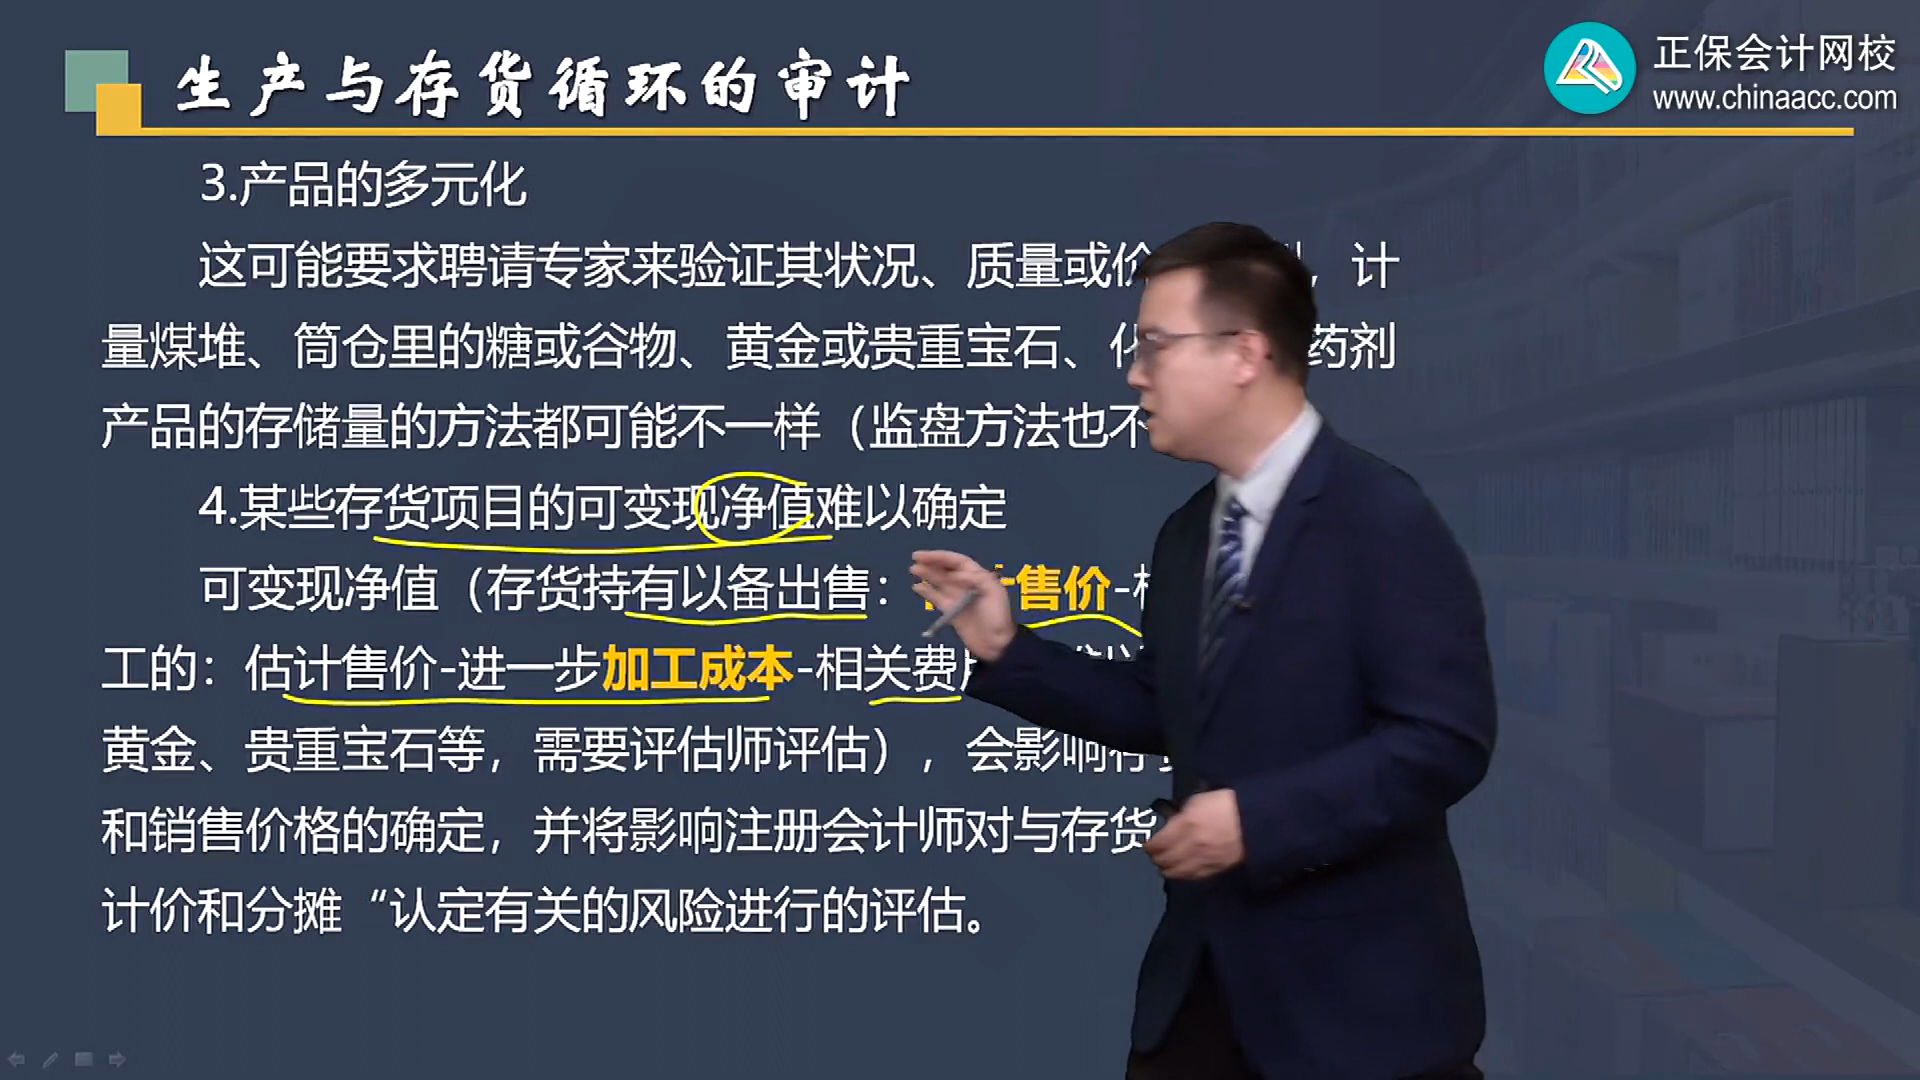 生产与存货循环的审计
正保会计网校
www.chinaacc.com
3.产品的多元化
这可能要求聘请专家来验证其状况、质量或价 ，计
量煤堆、筒仓里的糖或谷物、黄金或贵重宝石、化 药剂
产品的存储量的方法都可能不一样（监盘方法也不
4.某些存货项目的可变现净值难以确定
可变现净值（存货持有以备出售： 计售价-
工的：估计售价-进一步加工成本-相关费
黄金、贵重宝石等，需要评估师评估），会影响存
和销售价格的确定，并将影响注册会计师对与存货
计价和分摊“认定有关的风险进行的评估。